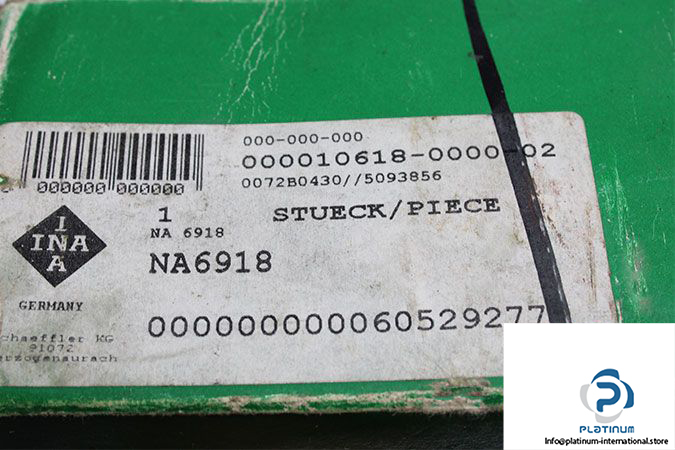 000-000-000
000010618-0000-02
0072B0430//5093856
000000 000000
1 STUECK/PIECE
NA 6918
NA6918
I
INA
A
GERMANY
000000000060529277
chaeffler KG
91072
erzogenaurach
PLATINUM
Info@platinum-international.store